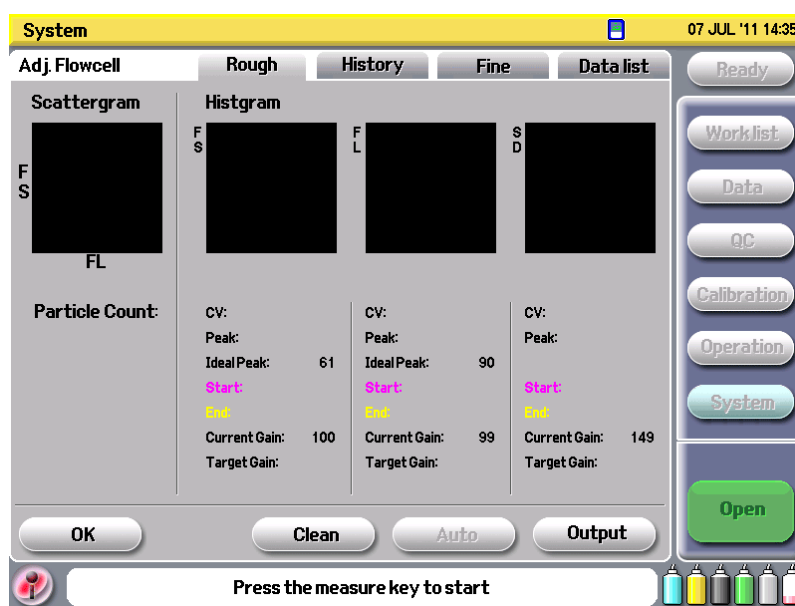 System
07 JUL '11 14:35
Adj. Flowcell
Rough
History
Fine
Data list
Ready
Scattergram
Histgram
F
S
FL
F
S
F
L
S
D
Particle Count:
CV:
Peak:
Ideal Peak: 61
Start:
End:
Current Gain: 100
Target Gain:
CV:
Peak:
Ideal Peak: 90
Start:
End:
Current Gain: 99
Target Gain:
CV:
Peak:
Start:
End:
Current Gain: 149
Target Gain:
Work list
Data
QC
Calibration
Operation
System
Open
OK
Clean
Auto
Output
Press the measure key to start